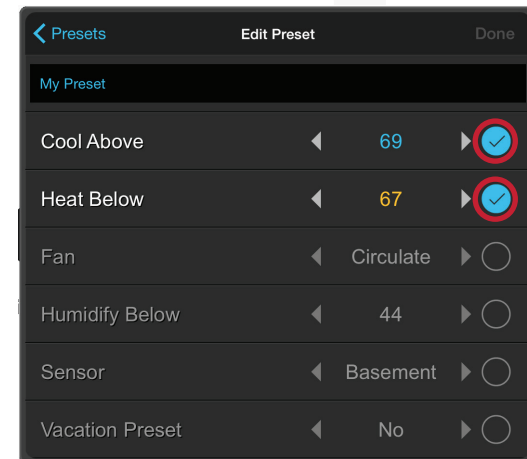 Presets Edit Preset Done
My Preset
Cool Above 69
Heat Below 67
Fan Circulate
Humidify Below 44
Sensor Basement
Vacation Preset No